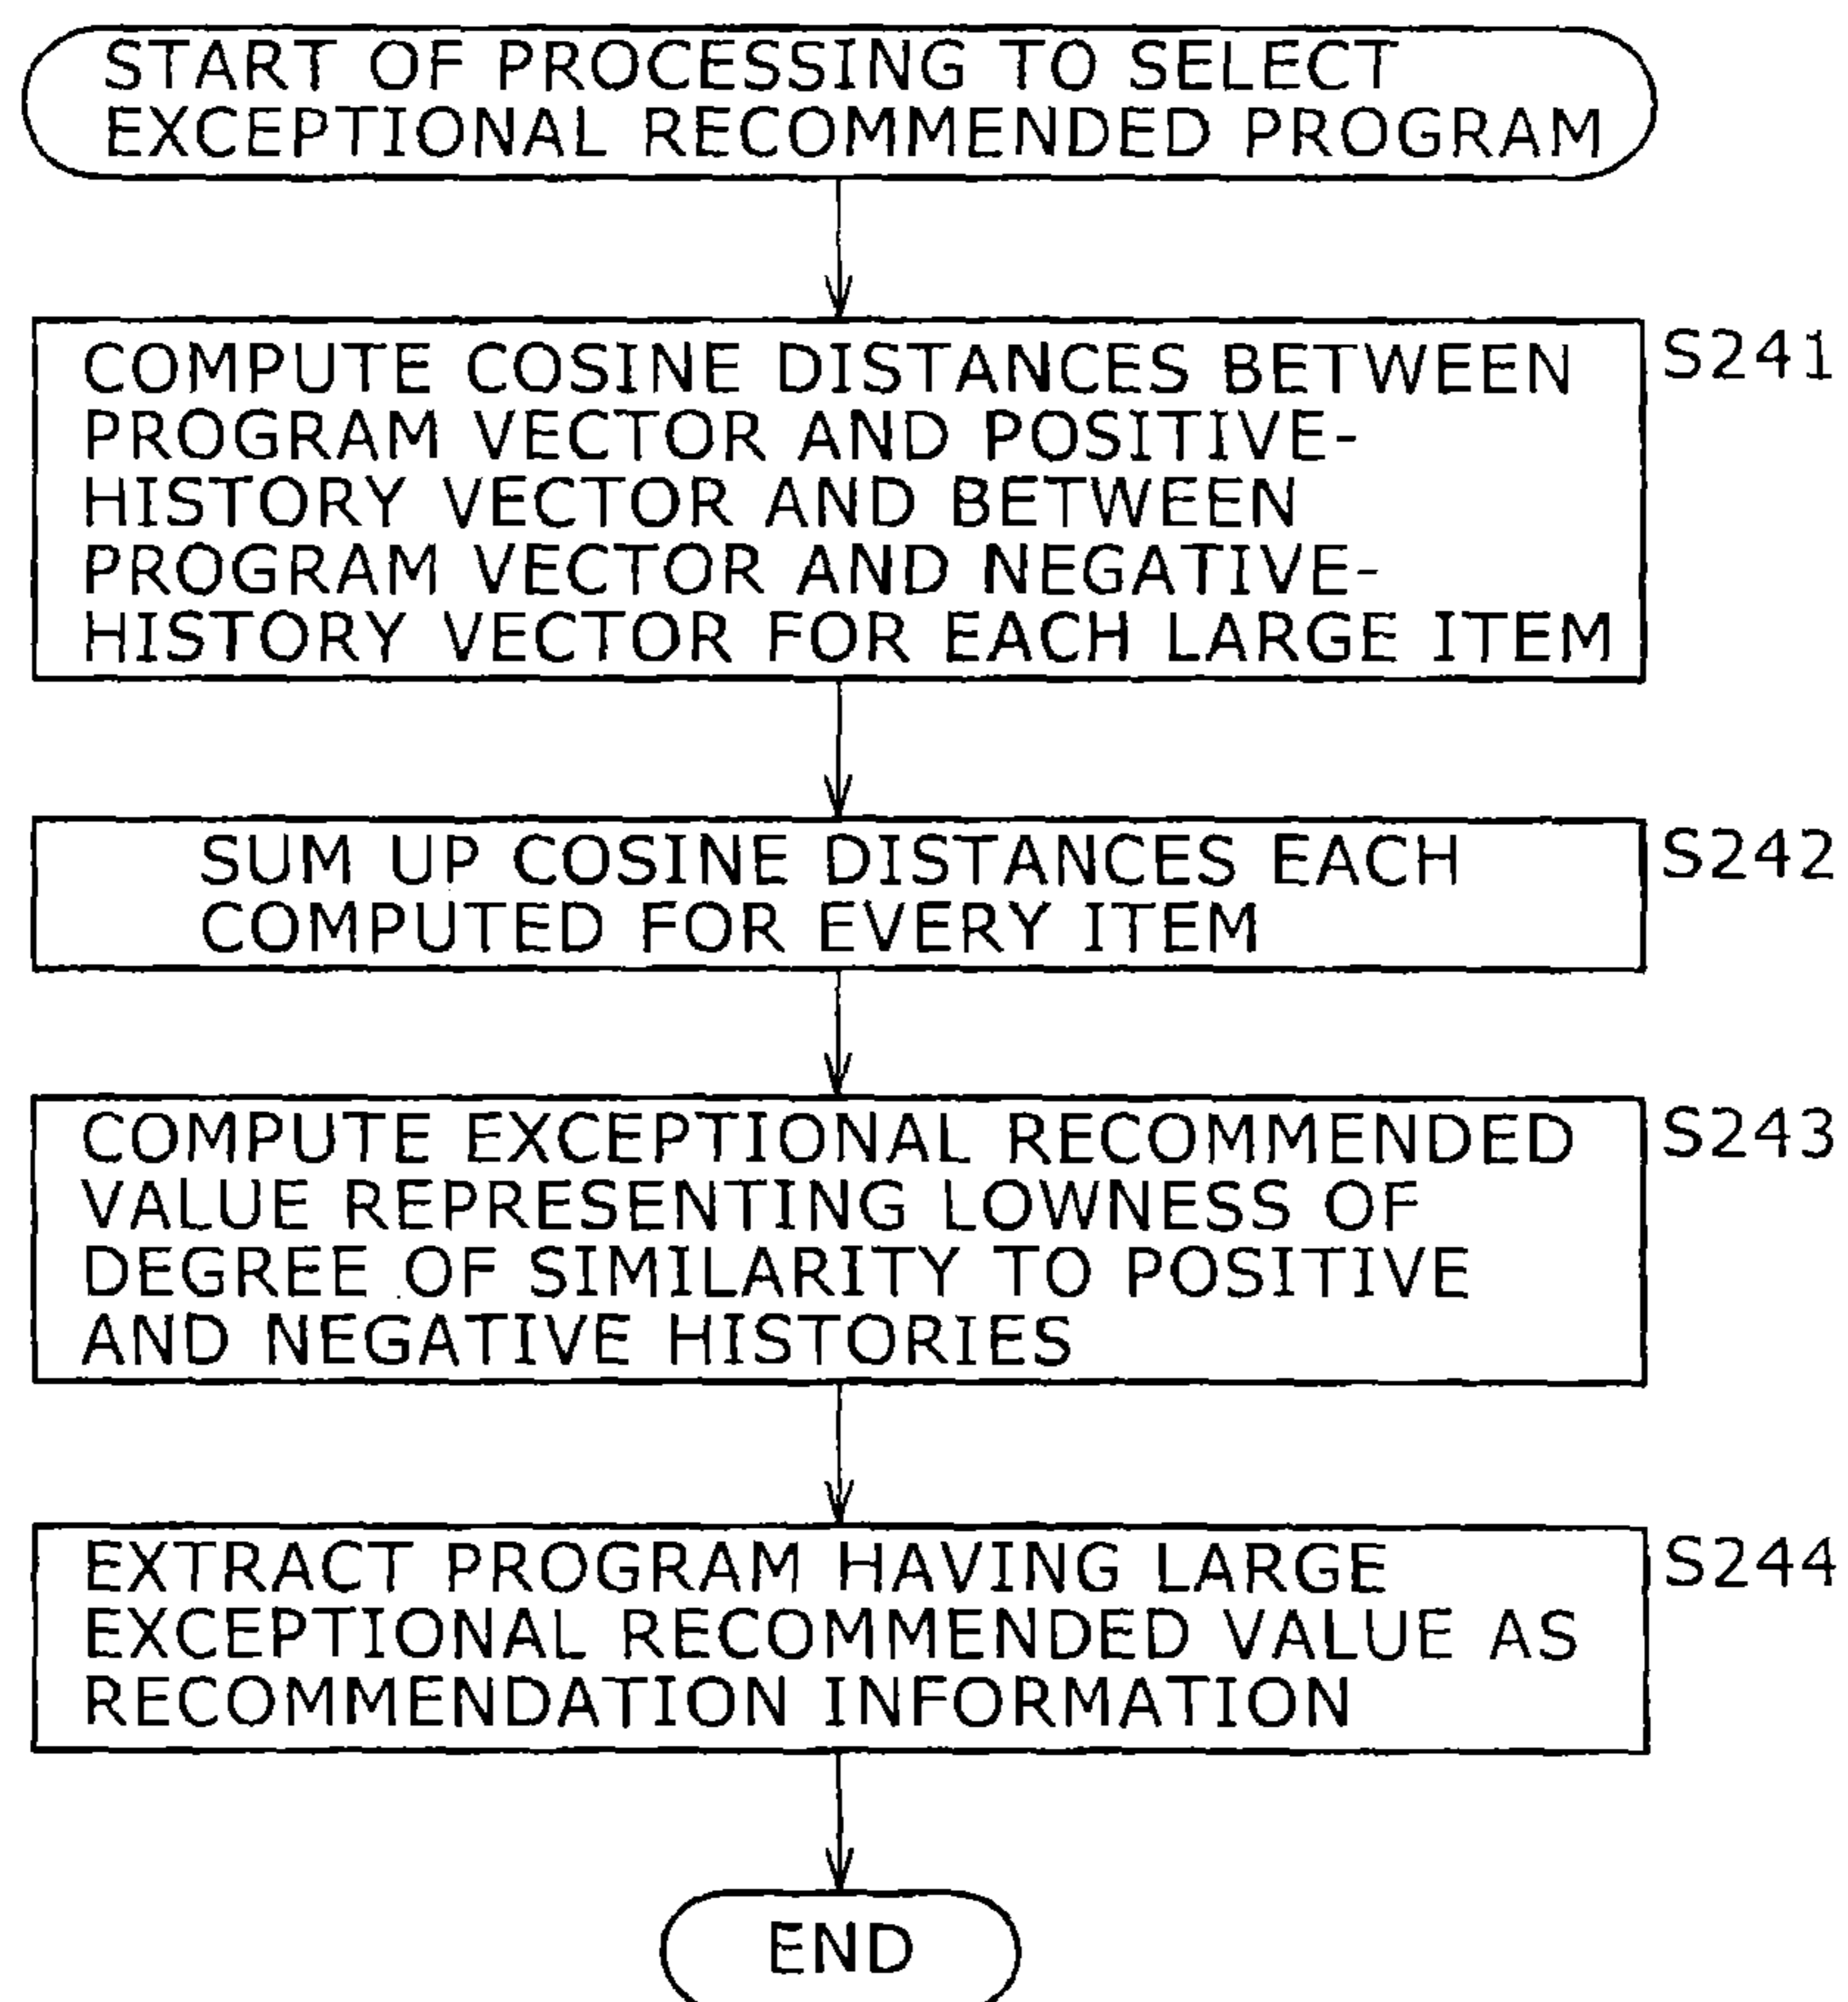 START OF PROCESSING TO SELECT
EXCEPTIONAL RECOMMENDED PROGRAM
COMPUTE COSINE DISTANCES BETWEEN
PROGRAM VECTOR AND POSITIVE-
HISTORY VECTOR AND BETWEEN
PROGRAM VECTOR AND NEGATIVE-
HISTORY VECTOR FOR EACH LARGE ITEM
S241
SUM UP COSINE DISTANCES EACH
COMPUTED FOR EVERY ITEM
S242
COMPUTE EXCEPTIONAL RECOMMENDED
VALUE REPRESENTING LOWNESS OF
DEGREE OF SIMILARITY TO POSITIVE
AND NEGATIVE HISTORIES
S243
EXTRACT PROGRAM HAVING LARGE
EXCEPTIONAL RECOMMENDED VALUE AS
RECOMMENDATION INFORMATION
S244
END